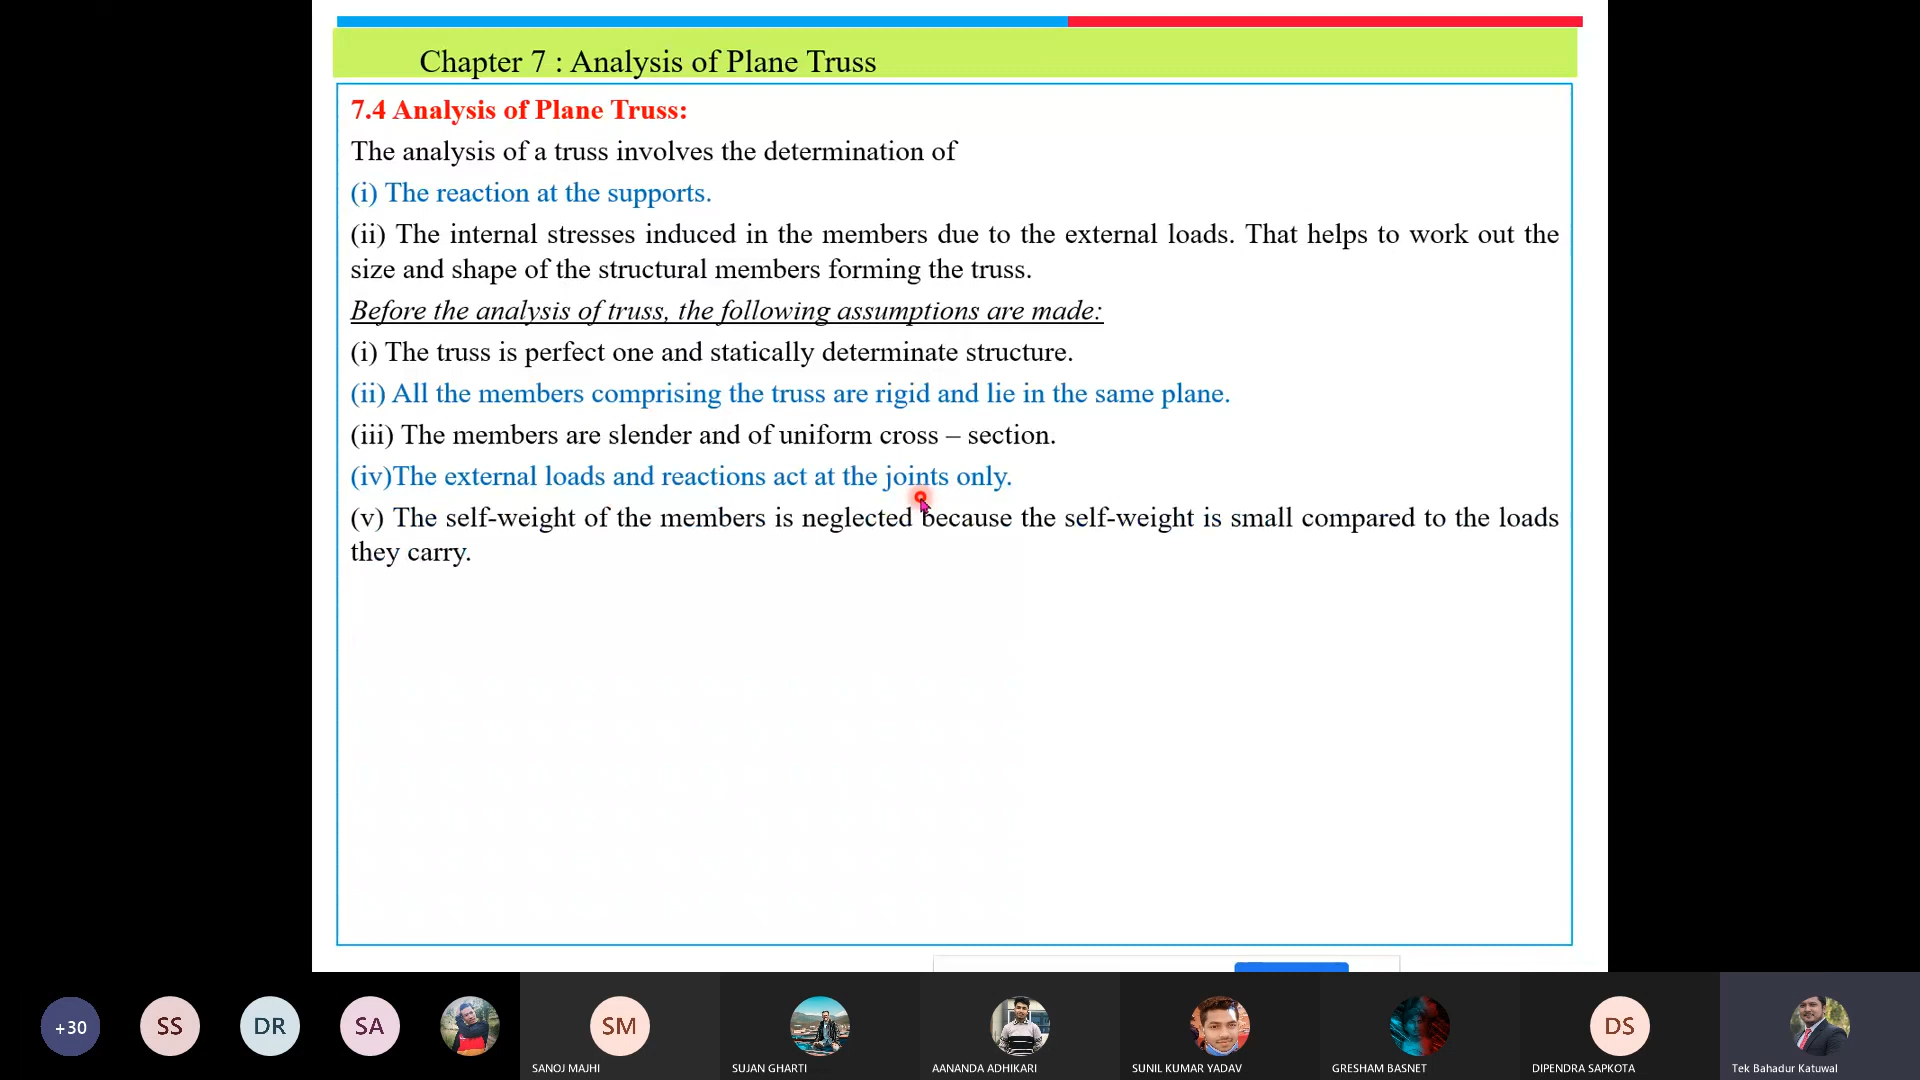 Chapter 7 : Analysis of Plane Truss
7.4 Analysis of Plane Truss:
The analysis of a truss involves the determination of
(i) The reaction at the supports.
(ii) The internal stresses induced in the members due to the external loads. That helps to work out the
size and shape of the structural members forming the truss.
Before the analysis of truss, the following assumptions are made:
(i) The truss is perfect one and statically determinate structure.
(ii) All the members comprising the truss are rigid and lie in the same plane.
(iii) The members are slender and of uniform cross – section.
(iv)The external loads and reactions act at the joints only.
(v) The self-weight of the members is neglected because the self-weight is small compared to the loads
they carry.
+30
SS
DR
SA
SM
DS
SANOJ MAJHI
SUJAN GHARTI
AANANDA ADHIKARI
SUNIL KUMAR YADAV
GRESHAM BASNET
DIPENDRA SAPKOTA
Tek Bahadur Katuwal